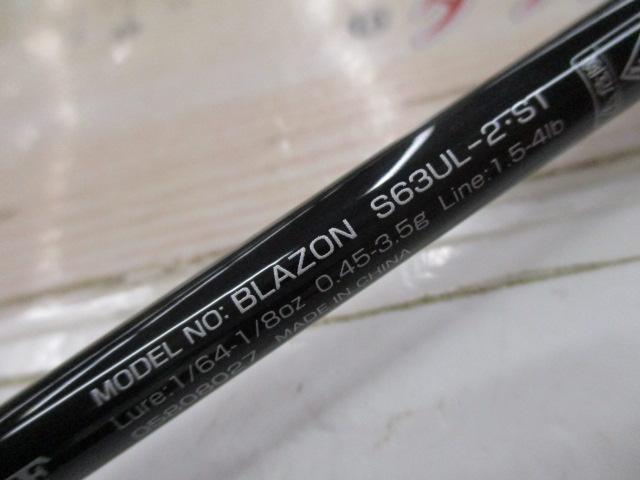 MODEL NO: BLAZON S63UL-2·ST
Lure:1/64-1/8oz 0.45-3.5g Line:1.5-4lb
05808027 MADE IN CHINA